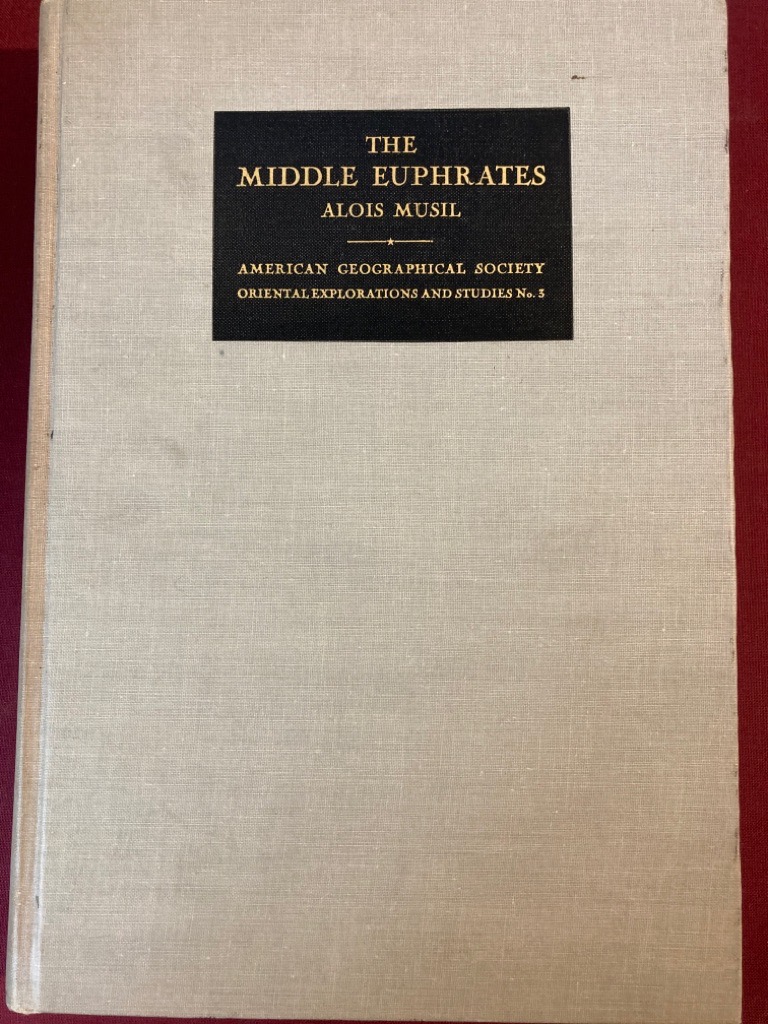 THE
MIDDLE EUPHRATES
ALOIS MUSIL
AMERICAN GEOGRAPHICAL SOCIETY
ORIENTAL EXPLORATIONS AND STUDIES No. 3